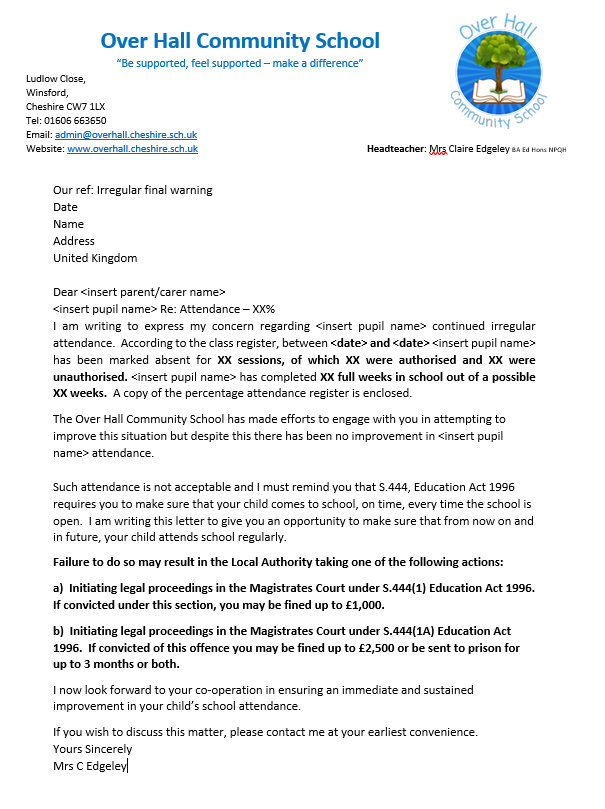 Over Hall Community School
“Be supported, feel supported – make a difference”
Over Hall
Community School
Ludlow Close,
Winsford,
Cheshire CW7 1LX
Tel: 01606 663650
Email: admin@overhall.cheshire.sch.uk
Website: www.overhall.cheshire.sch.uk
Headteacher: Mrs Claire Edgeley BA Ed Hons NPQH
Our ref: Irregular final warning
Date
Name
Address
United Kingdom
Dear <insert parent/carer name>
<insert pupil name> Re: Attendance – XX%
I am writing to express my concern regarding <insert pupil name> continued irregular
attendance.  According to the class register, between <date> and <date> <insert pupil name>
has been marked absent for XX sessions, of which XX were authorised and XX were
unauthorised. <insert pupil name> has completed XX full weeks in school out of a possible
XX weeks.  A copy of the percentage attendance register is enclosed.
The Over Hall Community School has made efforts to engage with you in attempting to
improve this situation but despite this there has been no improvement in <insert pupil
name> attendance.
Such attendance is not acceptable and I must remind you that S.444, Education Act 1996
requires you to make sure that your child comes to school, on time, every time the school is
open.  I am writing this letter to give you an opportunity to make sure that from now on and
in future, your child attends school regularly.
Failure to do so may result in the Local Authority taking one of the following actions:
a)  Initiating legal proceedings in the Magistrates Court under S.444(1) Education Act 1996.
If convicted under this section, you may be fined up to £1,000.
b)  Initiating legal proceedings in the Magistrates Court under S.444(1A) Education Act
1996.  If convicted of this offence you may be fined up to £2,500 or be sent to prison for
up to 3 months or both.
I now look forward to your co-operation in ensuring an immediate and sustained
improvement in your child’s school attendance.
If you wish to discuss this matter, please contact me at your earliest convenience.
Yours Sincerely
Mrs C Edgeley